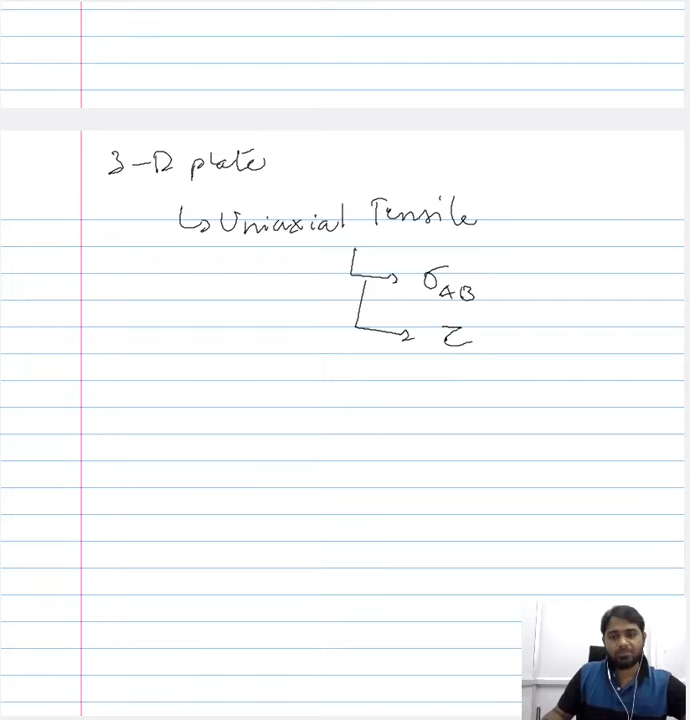 3-D plate
↳ Uniaxial Tensile
→ σAB
→ τ